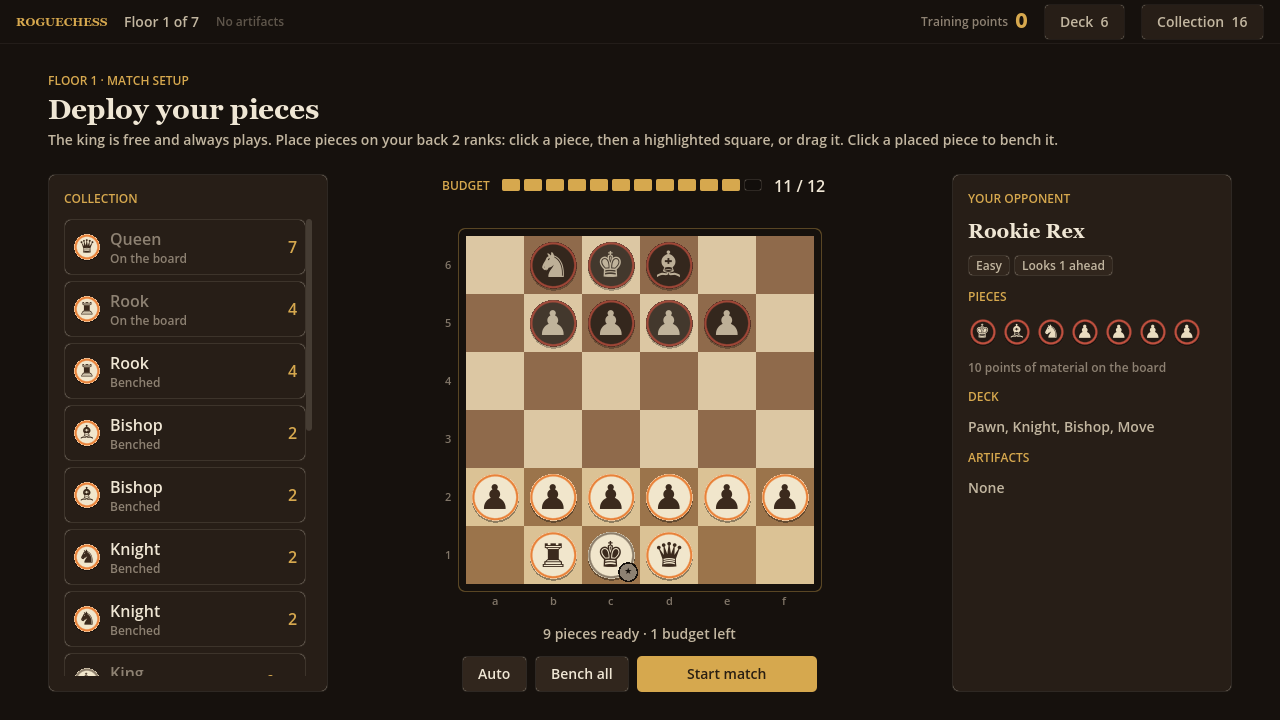 ROGUECHESS Floor 1 of 7 No artifacts Training points 0 Deck 6 Collection 16
FLOOR 1 · MATCH SETUP
Deploy your pieces
The king is free and always plays. Place pieces on your back 2 ranks: click a piece, then a highlighted square, or drag it. Click a placed piece to bench it.
COLLECTION
Queen
On the board
7
Rook
On the board
4
Rook
Benched
4
Bishop
Benched
2
Bishop
Benched
2
Knight
Benched
2
Knight
Benched
2
King
BUDGET 11 / 12
6
5
4
3
2
1
a b c d e f
9 pieces ready · 1 budget left
Auto Bench all Start match
YOUR OPPONENT
Rookie Rex
Easy Looks 1 ahead
PIECES
10 points of material on the board
DECK
Pawn, Knight, Bishop, Move
ARTIFACTS
None